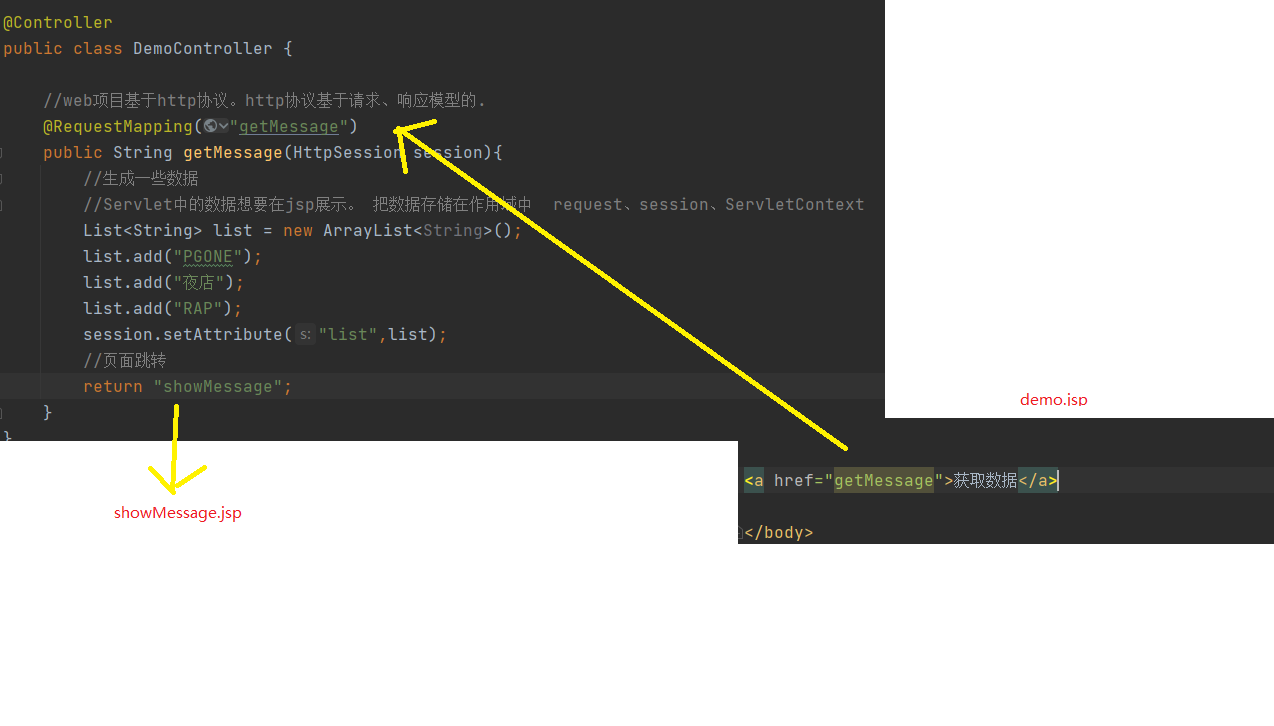 @Controller
public class DemoController {
//web项目基于http协议。http协议基于请求、响应模型的.
@RequestMapping("getMessage")
public String getMessage(HttpSession session){
//生成一些数据
//Servlet中的数据想要在jsp展示。 把数据存储在作用域中  request、session、ServletContext
List<String> list = new ArrayList<String>();
list.add("PGONE");
list.add("夜店");
list.add("RAP");
session.setAttribute( s: "list",list);
//页面跳转
return "showMessage";
}
}
showMessage.jsp
demo.jsp
<a href="getMessage">获取数据</a>
</body>